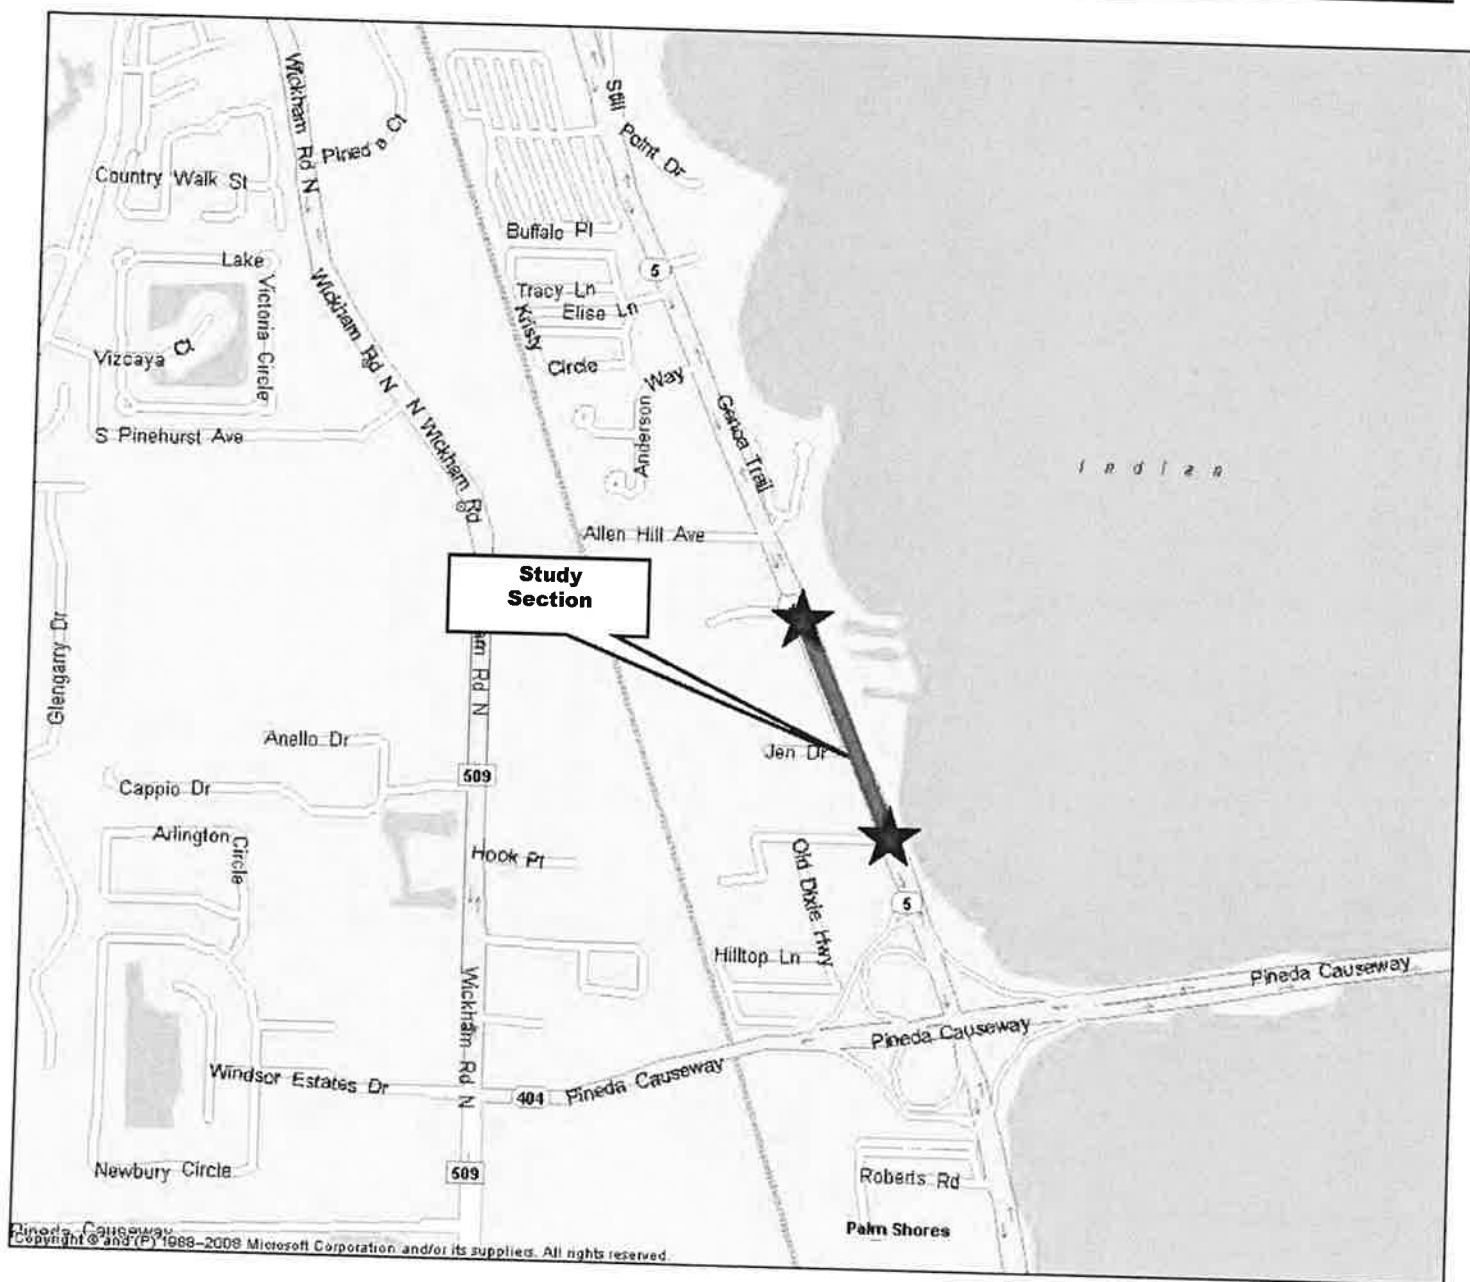 Wickham Rd N
Pineda Ct
Still Point Dr
Country Walk St
Buffalo Pl
Lake
Victoria Circle
5
Wickham Rd N
Tracy Ln
Elise Ln
Kristy
Circle
Vizcaya Ct
Way
Anderson
Genoa Trail
N Wickham Rd
S Pinehurst Ave
Indian
Allen Hill Ave
Study
Section
am Rd N
Glengarry Dr
Anello Dr
Jen Dr
509
Cappio Dr
Arlington
Circle
Hook Pt
Old Dixie Hwy
5
Hilltop Ln
Pineda Causeway
Wickham Rd N
Pineda Causeway
Windsor Estates Dr
404
Pineda Causeway
Newbury Circle
509
Roberts Rd
Palm Shores
Pineda Causeway
Copyright © and (P) 1988–2008 Microsoft Corporation and/or its suppliers. All rights reserved.